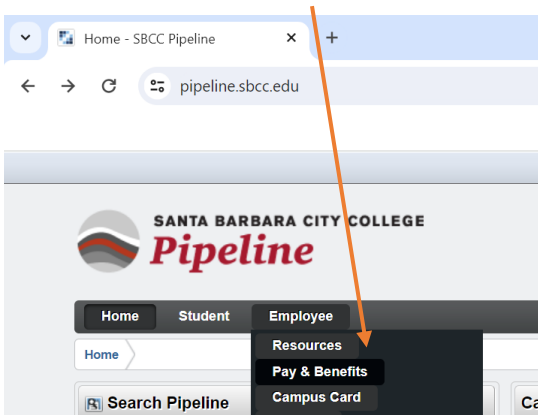 Home - SBCC Pipeline
pipeline.sbcc.edu
SANTA BARBARA CITY COLLEGE
Pipeline
Home Student Employee
Resources
Home
Pay & Benefits
Campus Card
Search Pipeline
Ca